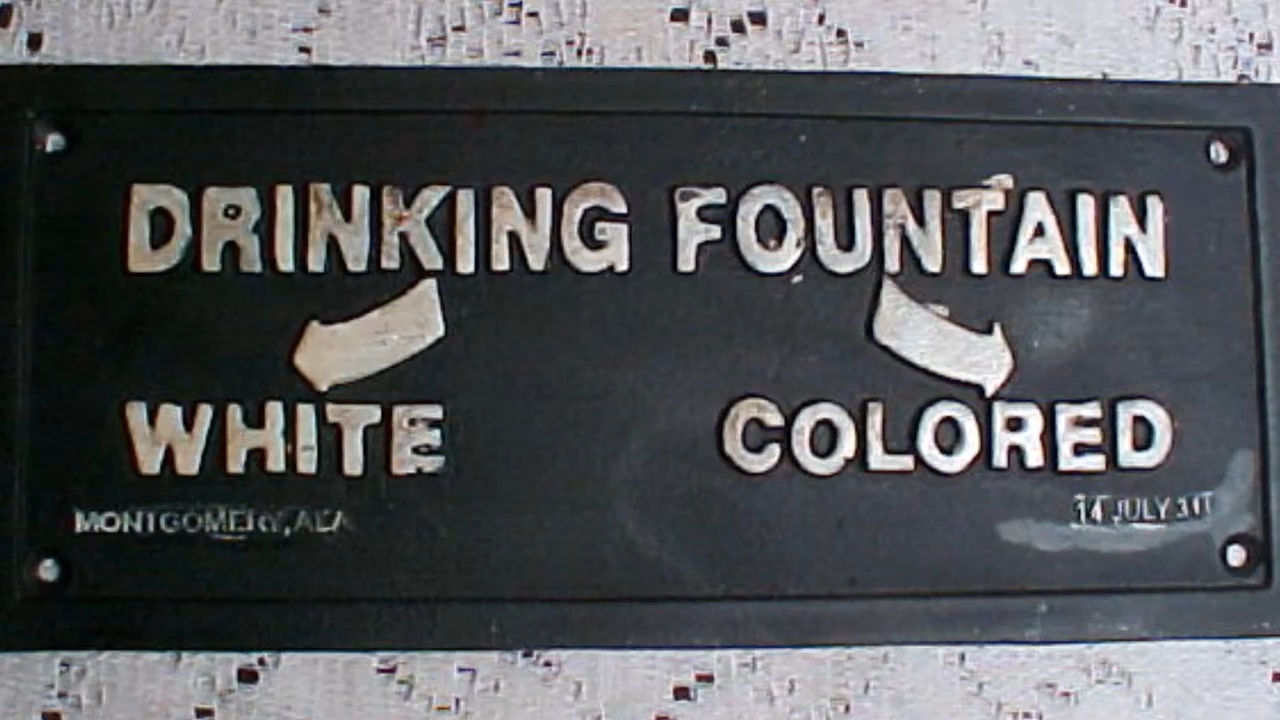 DRINKING FOUNTAIN
WHITE COLORED
MONTGOMERY, ALA
14 JULY